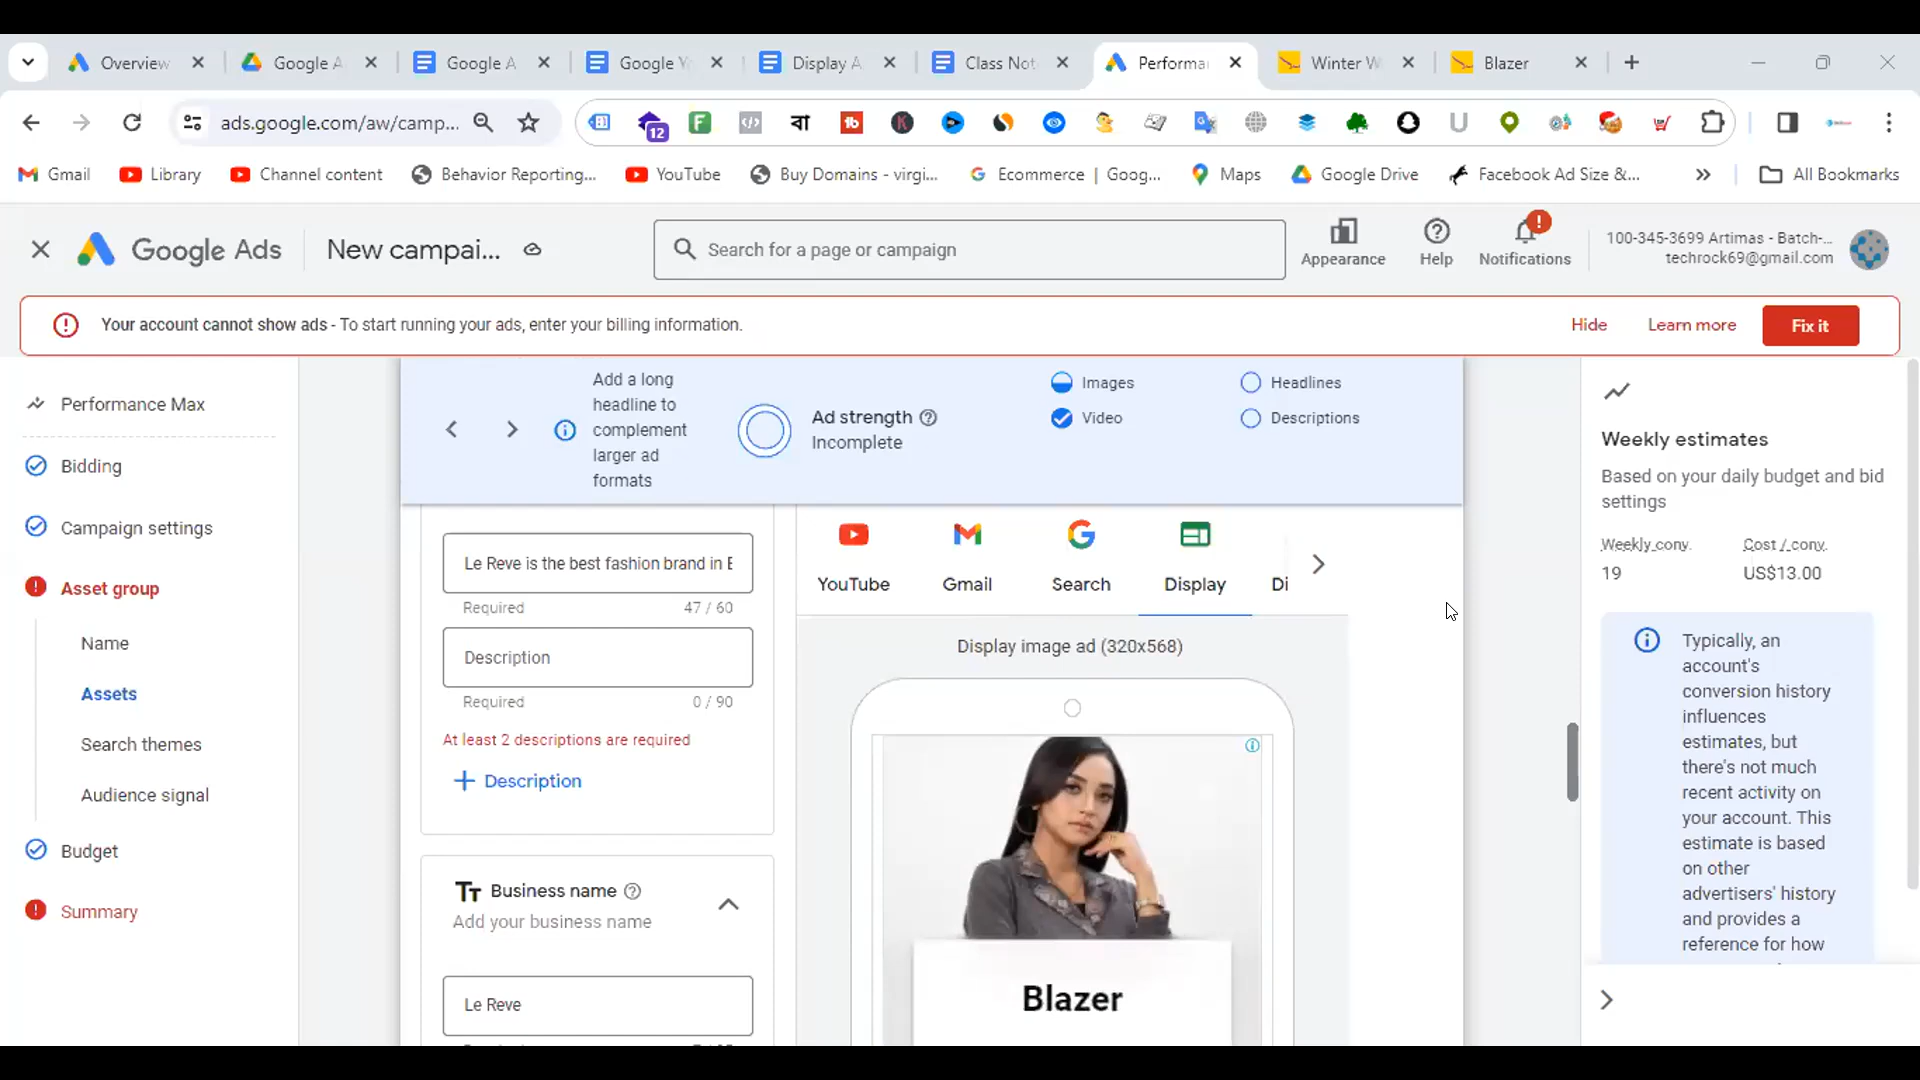 Overview
Google A
Google A
Google Y
Display A
Class Not
Performa
Winter W
Blazer
ads.google.com/aw/camp...
12
Gmail
Library
Channel content
Behavior Reporting...
YouTube
Buy Domains - virgi...
Ecommerce | Goog...
Maps
Google Drive
Facebook Ad Size &...
All Bookmarks
Google Ads
New campai...
Search for a page or campaign
Appearance
Help
Notifications
100-345-3699 Artimas - Batch-...
techrock69@gmail.com
Your account cannot show ads - To start running your ads, enter your billing information.
Hide
Learn more
Fix it
Performance Max
Bidding
Campaign settings
Asset group
Name
Assets
Search themes
Audience signal
Budget
Summary
Add a long
headline to
complement
larger ad
formats
Ad strength
Incomplete
Images
Video
Headlines
Descriptions
Le Reve is the best fashion brand in
Required
47 / 60
Description
Required
0 / 90
At least 2 descriptions are required
Description
Business name
Add your business name
Le Reve
YouTube
Gmail
Search
Display
Di
Display image ad (320x568)
Blazer
Weekly estimates
Based on your daily budget and bid
settings
Weekly conv.
Cost / conv.
19
US$13.00
Typically, an
account's
conversion history
influences
estimates, but
there's not much
recent activity on
your account. This
estimate is based
on other
advertisers' history
and provides a
reference for how